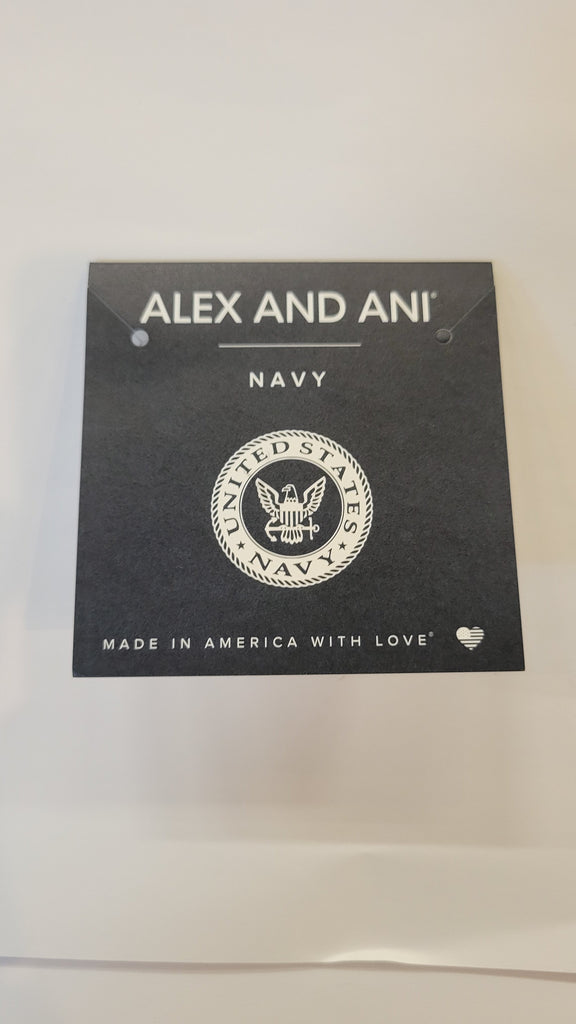 ALEX AND ANI®
NAVY
UNITED STATES
NAVY
MADE IN AMERICA WITH LOVE®